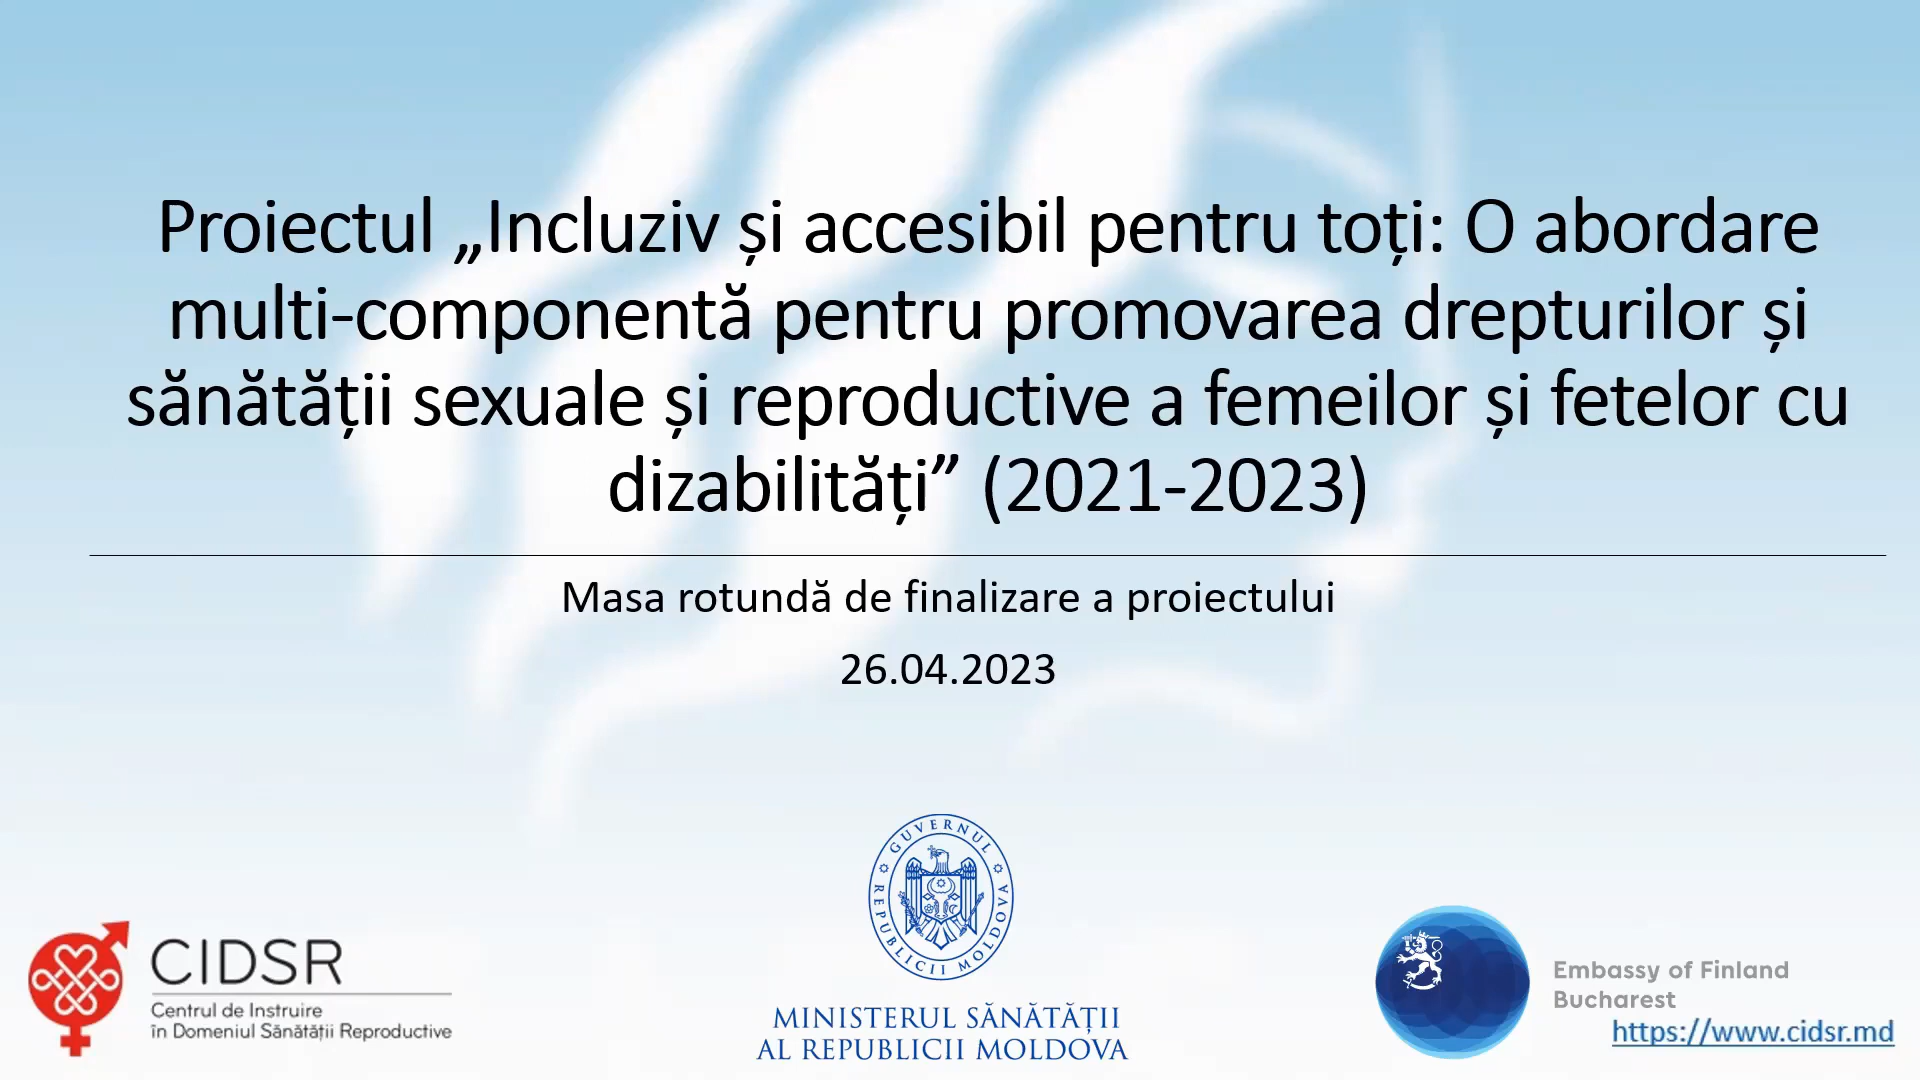 Proiectul „Incluziv și accesibil pentru toți: O abordare
multi-componentă pentru promovarea drepturilor și
sănătății sexuale și reproductive a femeilor și fetelor cu
dizabilități” (2021-2023)
Masa rotundă de finalizare a proiectului
26.04.2023
GUVERNUL
REPUBLICII MOLDOVA
CIDSR
Centrul de Instruire
în Domeniul Sănătății Reproductive
MINISTERUL SĂNĂTĂȚII
AL REPUBLICII MOLDOVA
Embassy of Finland
Bucharest
https://www.cidsr.md